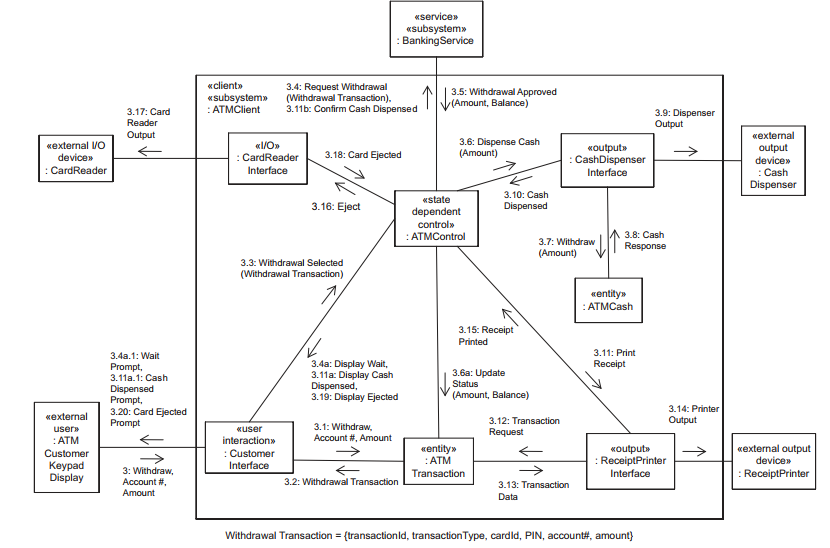 «service»
«subsystem»
: BankingService
«client»
«subsystem»
: ATMClient
3.4: Request Withdrawal
(Withdrawal Transaction),
3.11b: Confirm Cash Dispensed
3.5: Withdrawal Approved
(Amount, Balance)
3.17: Card
Reader
Output
3.9: Dispenser
Output
«external I/O
device»
: CardReader
«I/O»
: CardReader
Interface
3.18: Card Ejected
3.16: Eject
3.6: Dispense Cash
(Amount)
3.10: Cash
Dispensed
«output»
: CashDispenser
Interface
«external
output
device»
: Cash
Dispenser
«state
dependent
control»
: ATMControl
3.7: Withdraw
(Amount)
3.8: Cash
Response
3.3: Withdrawal Selected
(Withdrawal Transaction)
«entity»
: ATMCash
3.15: Receipt
Printed
3.11: Print
Receipt
3.4a.1: Wait
Prompt,
3.11a.1: Cash
Dispensed
Prompt,
3.20: Card Ejected
Prompt
3.4a: Display Wait,
3.11a: Display Cash
Dispensed,
3.19: Display Ejected
3.6a: Update
Status
(Amount, Balance)
«external
user»
: ATM
Customer
Keypad
Display
3: Withdraw,
Account #,
Amount
«user
interaction»
: Customer
Interface
3.1: Withdraw,
Account #, Amount
3.2: Withdrawal Transaction
«entity»
: ATM
Transaction
3.12: Transaction
Request
3.13: Transaction
Data
«output»
: ReceiptPrinter
Interface
3.14: Printer
Output
«external output
device»
: ReceiptPrinter
Withdrawal Transaction = {transactionId, transactionType, cardId, PIN, account#, amount}